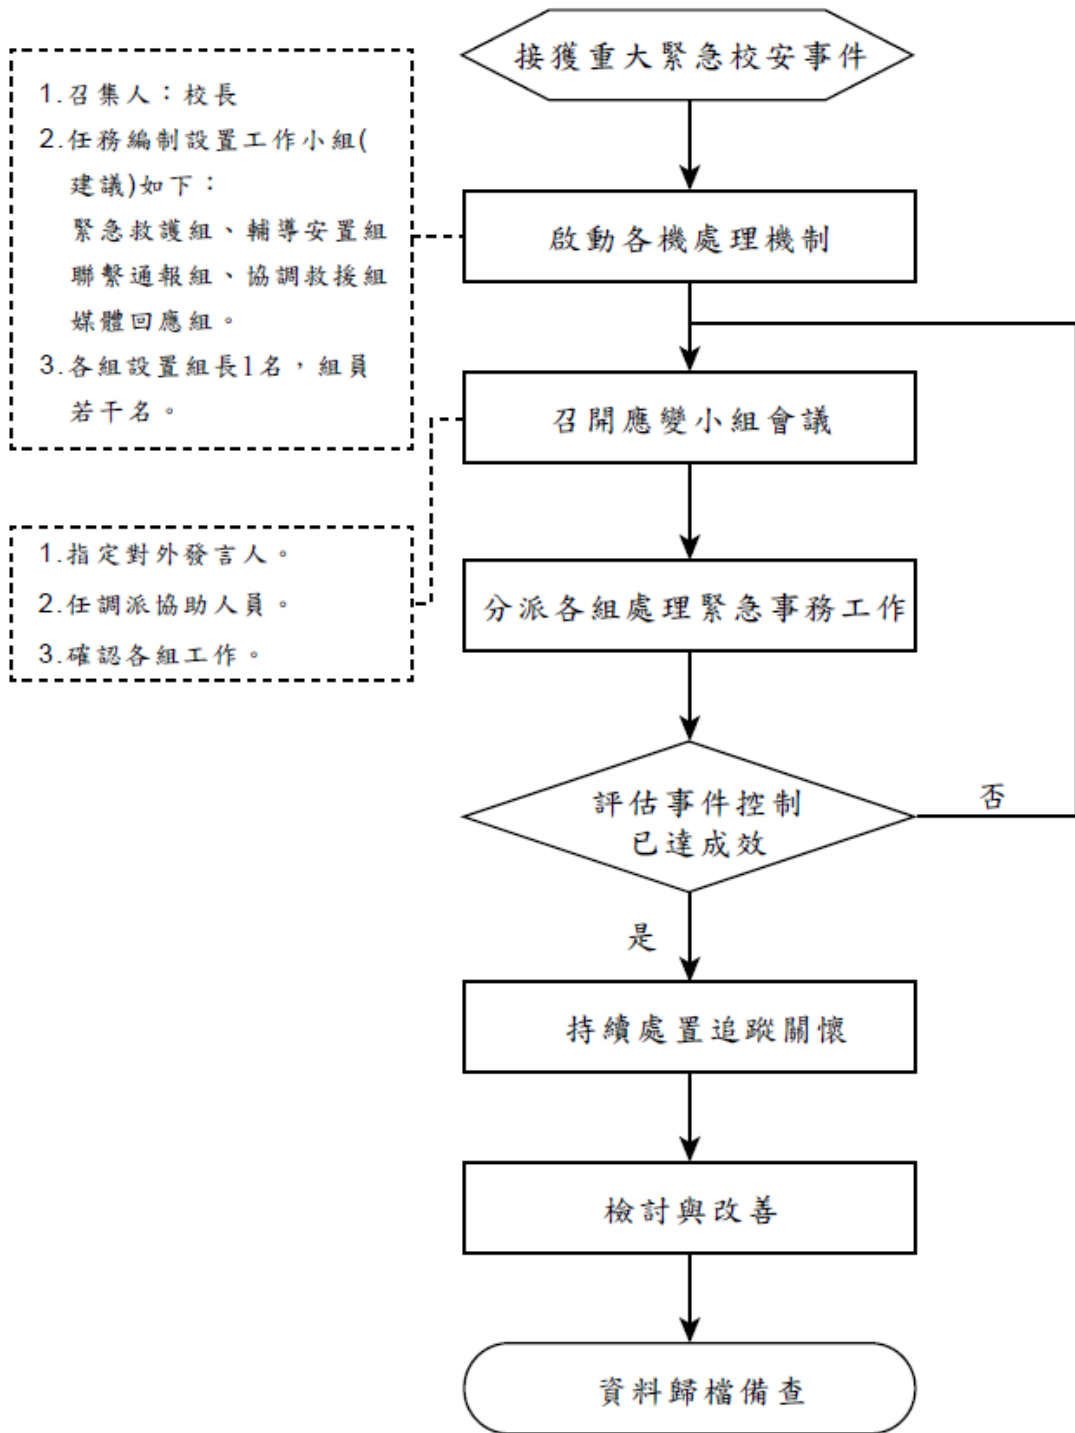 接獲重大緊急校安事件
1.召集人：校長
2.任務編制設置工作小組(
建議)如下：
緊急救護組、輔導安置組
聯繫通報組、協調救援組
媒體回應組。
3.各組設置組長1名，組員
若干名。
啟動各機處理機制
召開應變小組會議
1.指定對外發言人。
2.任調派協助人員。
3.確認各組工作。
分派各組處理緊急事務工作
評估事件控制
已達成效
否
是
持續處置追蹤關懷
檢討與改善
資料歸檔備查